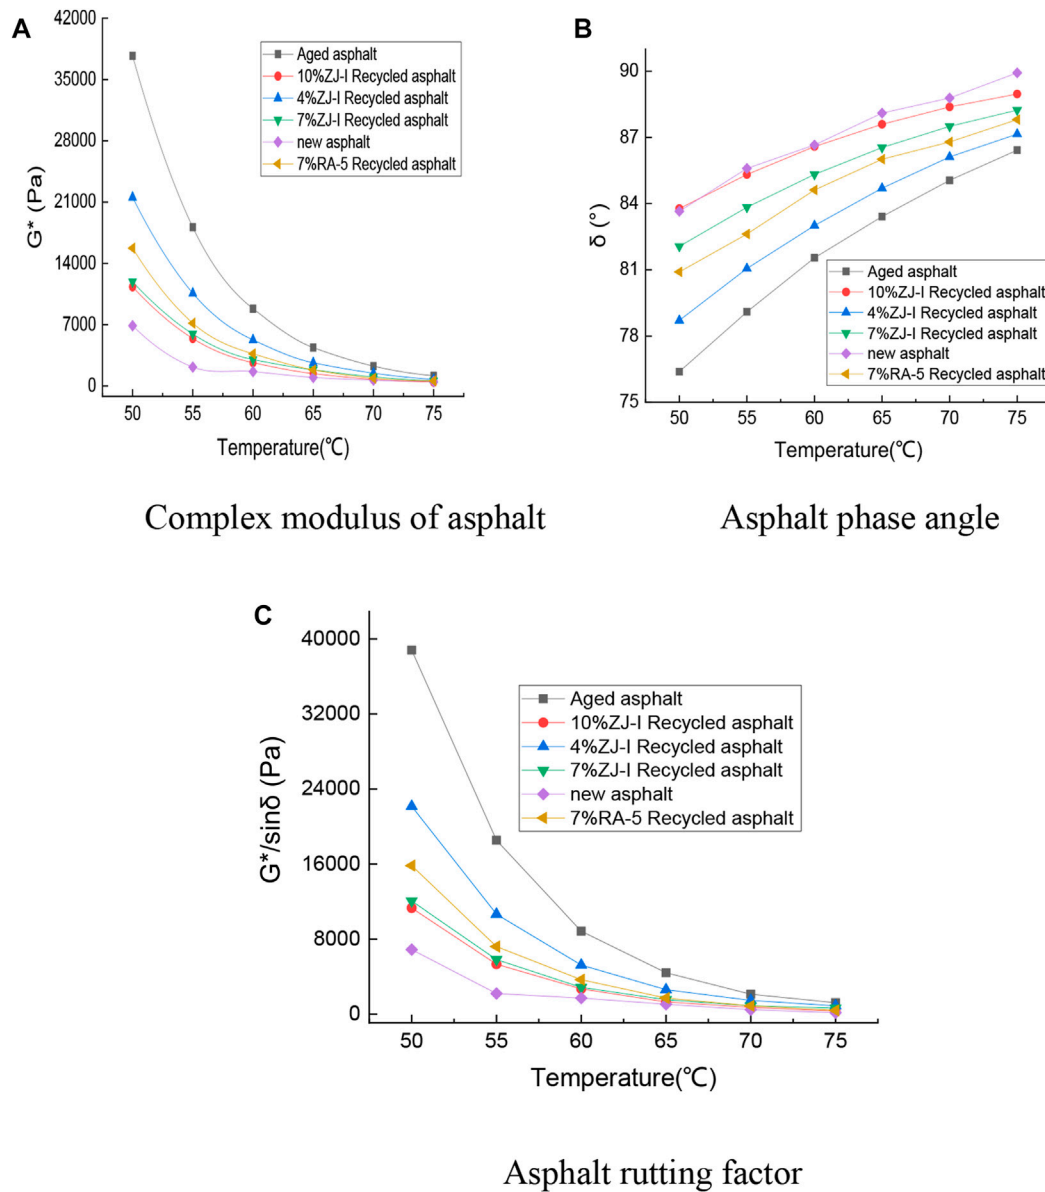 A
42000
35000
28000
21000
14000
7000
0
G* (Pa)
50 55 60 65 70 75
Temperature(℃)
Aged asphalt
10%ZJ-I Recycled asphalt
4%ZJ-I Recycled asphalt
7%ZJ-I Recycled asphalt
new asphalt
7%RA-5 Recycled asphalt
Complex modulus of asphalt
B
90
87
84
81
78
75
δ (°)
50 55 60 65 70 75
Temperature(℃)
Aged asphalt
10%ZJ-I Recycled asphalt
4%ZJ-I Recycled asphalt
7%ZJ-I Recycled asphalt
new asphalt
7%RA-5 Recycled asphalt
Asphalt phase angle
C
40000
32000
24000
16000
8000
0
G*/sinδ (Pa)
50 55 60 65 70 75
Temperature(℃)
Aged asphalt
10%ZJ-I Recycled asphalt
4%ZJ-I Recycled asphalt
7%ZJ-I Recycled asphalt
new asphalt
7%RA-5 Recycled asphalt
Asphalt rutting factor